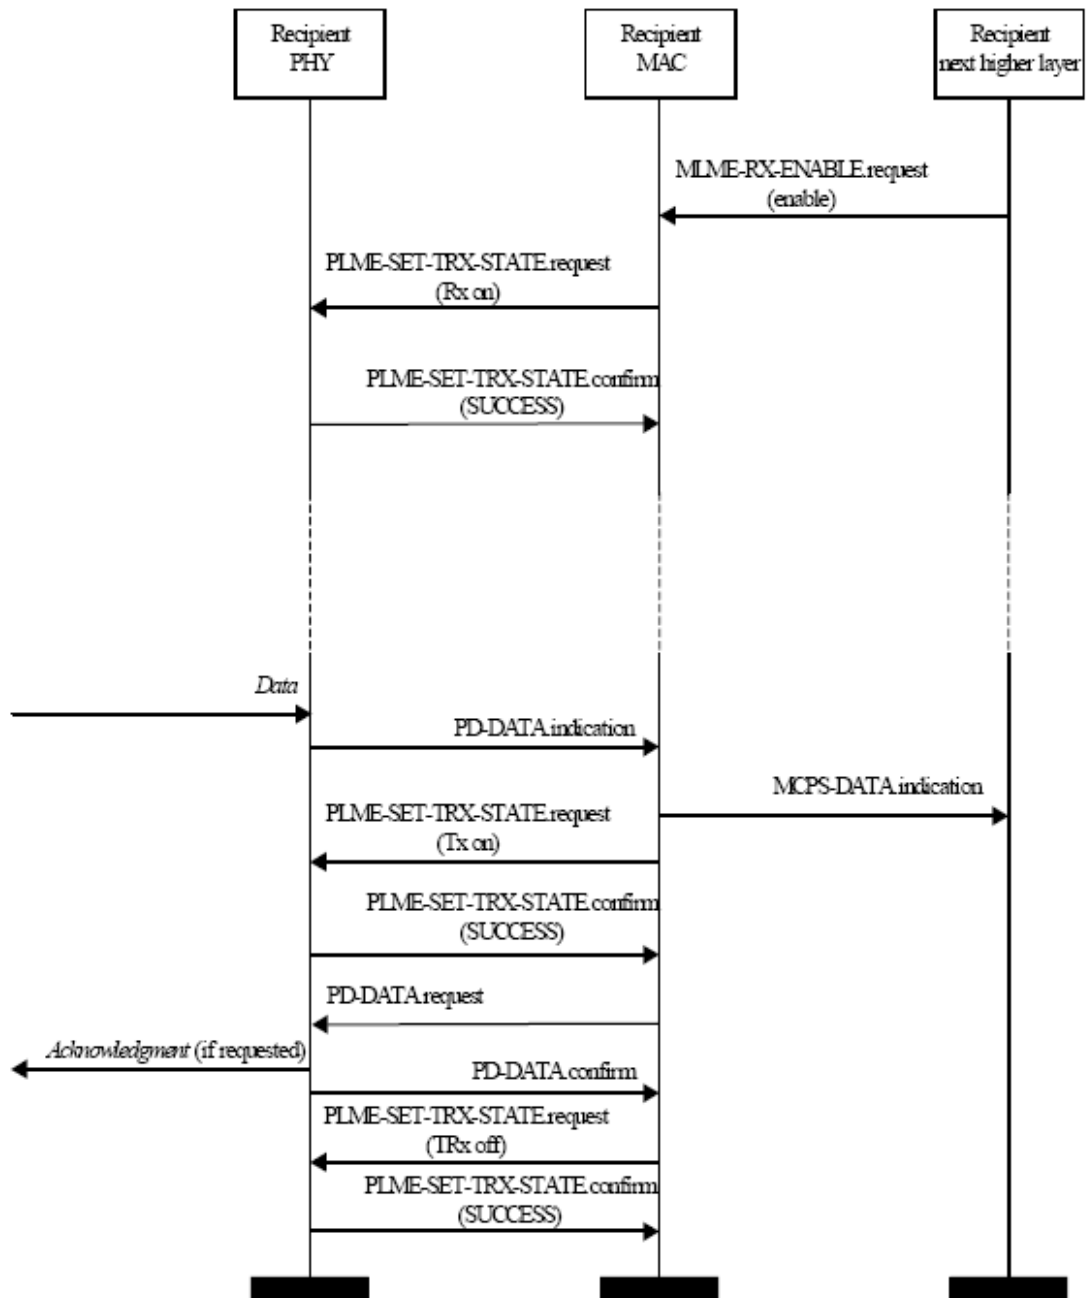 Recipient
PHY
Recipient
MAC
Recipient
next higher layer
MLME-RX-ENABLE.request
(enable)
PLME-SET-TRX-STATE.request
(Rx on)
PLME-SET-TRX-STATE.confirm
(SUCCESS)
Data
PD-DATA.indication
MCPS-DATA.indication
PLME-SET-TRX-STATE.request
(Tx on)
PLME-SET-TRX-STATE.confirm
(SUCCESS)
PD-DATA.request
Acknowledgment (if requested)
PD-DATA.confirm
PLME-SET-TRX-STATE.request
(TRx off)
PLME-SET-TRX-STATE.confirm
(SUCCESS)